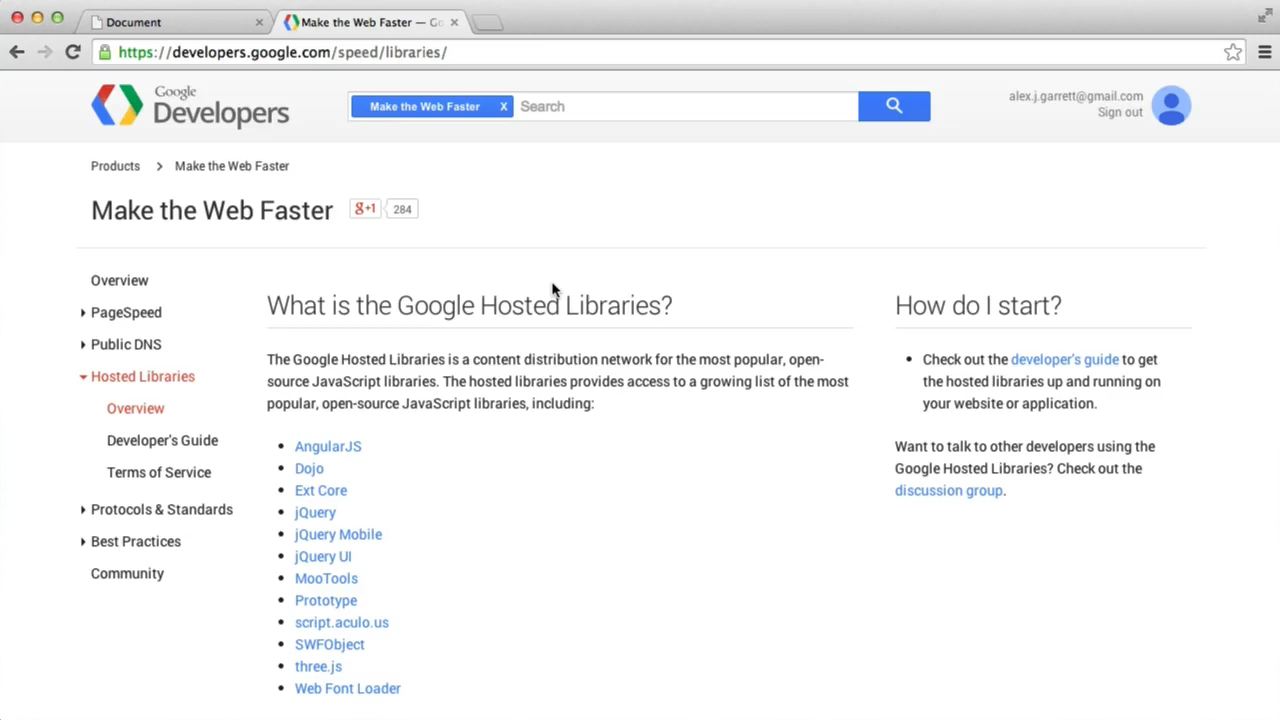 Document
Make the Web Faster — Go
https://developers.google.com/speed/libraries/
Google
Developers
Make the Web Faster X Search
alex.j.garrett@gmail.com
Sign out
Products > Make the Web Faster
Make the Web Faster g+1 284
Overview
PageSpeed
Public DNS
Hosted Libraries
Overview
Developer's Guide
Terms of Service
Protocols & Standards
Best Practices
Community
What is the Google Hosted Libraries?
The Google Hosted Libraries is a content distribution network for the most popular, open-
source JavaScript libraries. The hosted libraries provides access to a growing list of the most
popular, open-source JavaScript libraries, including:
AngularJS
Dojo
Ext Core
jQuery
jQuery Mobile
jQuery UI
MooTools
Prototype
script.aculo.us
SWFObject
three.js
Web Font Loader
How do I start?
Check out the developer's guide to get
the hosted libraries up and running on
your website or application.
Want to talk to other developers using the
Google Hosted Libraries? Check out the
discussion group.